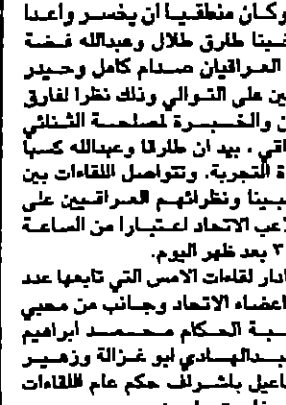 وكان منطقيا ان يخسر واعدا
خبينا طارق طلال وعبدالله فضة
العراقيان صدام كامل وحيدر
ين على التوالي وذلك نظرا لفارق
ن والخبرة لمصلحة الثنائي
اقي ، بيد ان طارقا وعبدالله كسبا
ة التجربة. وتتواصل اللقاءات بين
بينا ونظرائهم العراقيين على
لاعب الاتحاد اعتبارا من الساعة
٣ بعد ظهر اليوم.
ادار لقاءات الامس التي تابعها عدد
اعضاء الاتحاد وجانب من محبي
بة الحكام محمد ابراهيم
بدالهادي ابو غزالة وزهير
اعيل باشراف حكم عام للقاءات